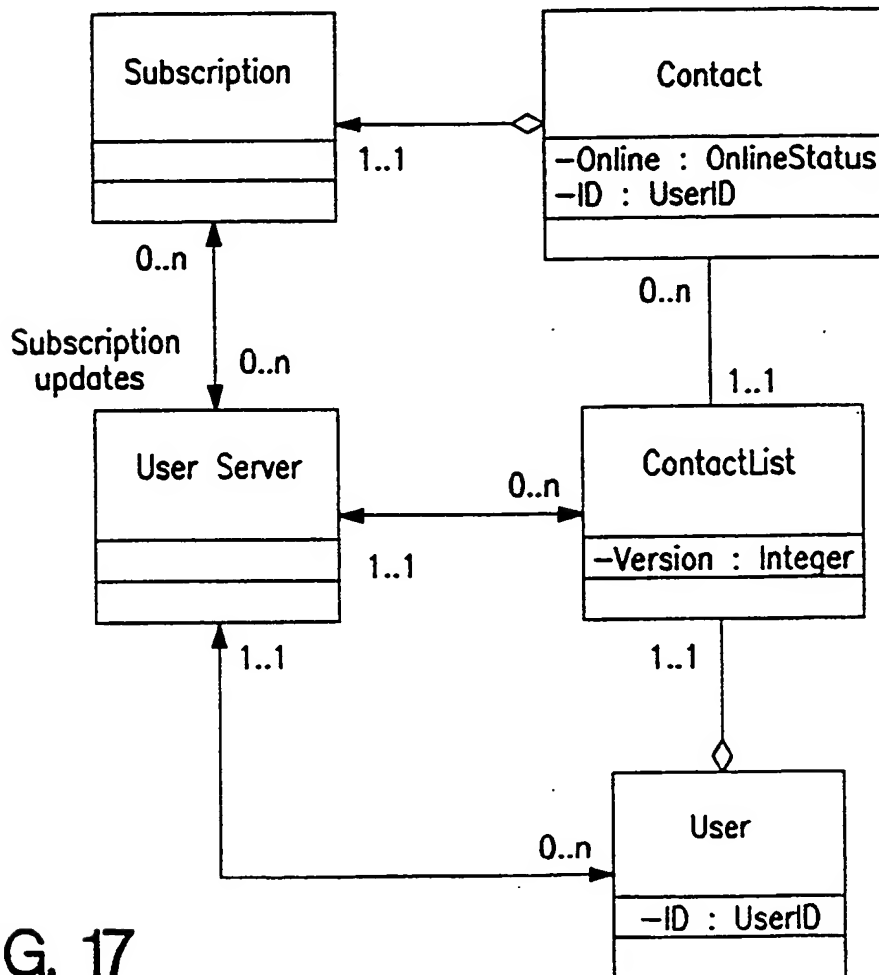 Subscription
Contact
-Online : OnlineStatus
-ID : UserID
1..1
0..n
0..n
Subscription
updates
0..n
1..1
User Server
ContactList
0..n
-Version : Integer
1..1
1..1
1..1
User
0..n
-ID : UserID
G. 17